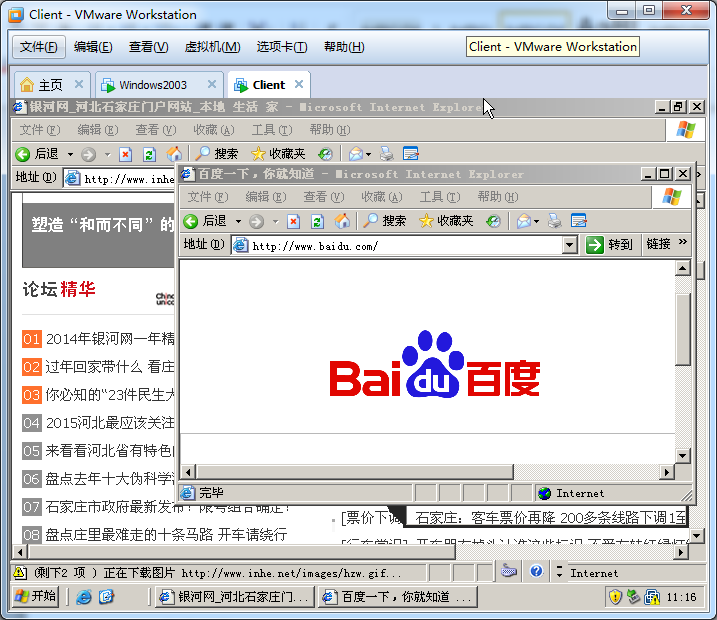 Client - VMware Workstation
文件(F) 编辑(E) 查看(V) 虚拟机(M) 选项卡(T) 帮助(H)
Client - VMware Workstation
主页 Windows2003 Client
银河网_河北石家庄门户网站_本地 生活 家 - Microsoft Internet Explorer
文件(F) 编辑(E) 查看(V) 收藏(A) 工具(T) 帮助(H)
后退 搜索 收藏夹
地址(D) http://www.inhe
百度一下，你就知道 - Microsoft Internet Explorer
文件(F) 编辑(E) 查看(V) 收藏(A) 工具(T) 帮助(H)
后退 搜索 收藏夹
地址(D) http://www.baidu.com/ 转到 链接 »
Baidu百度
完毕 Internet
塑造“和而不同”的
论坛精华
01 2014年银河网一年精
02 过年回家带什么 看庄
03 你必知的“23件民生大
04 2015河北最应该关注
05 来看看河北省有特色
06 盘点去年十大伪科学
07 石家庄市政府最新发布！限号组合确定！
08 盘点庄里最难走的十条马路 开车请绕行
[票价下调 石家庄：客车票价再降 200多条线路下调1至
(剩下2 项 ) 正在下载图片 http://www.inhe.net/images/hzw.gif... Internet
开始 银河网_河北石家庄门... 百度一下，你就知道 ... 11:16